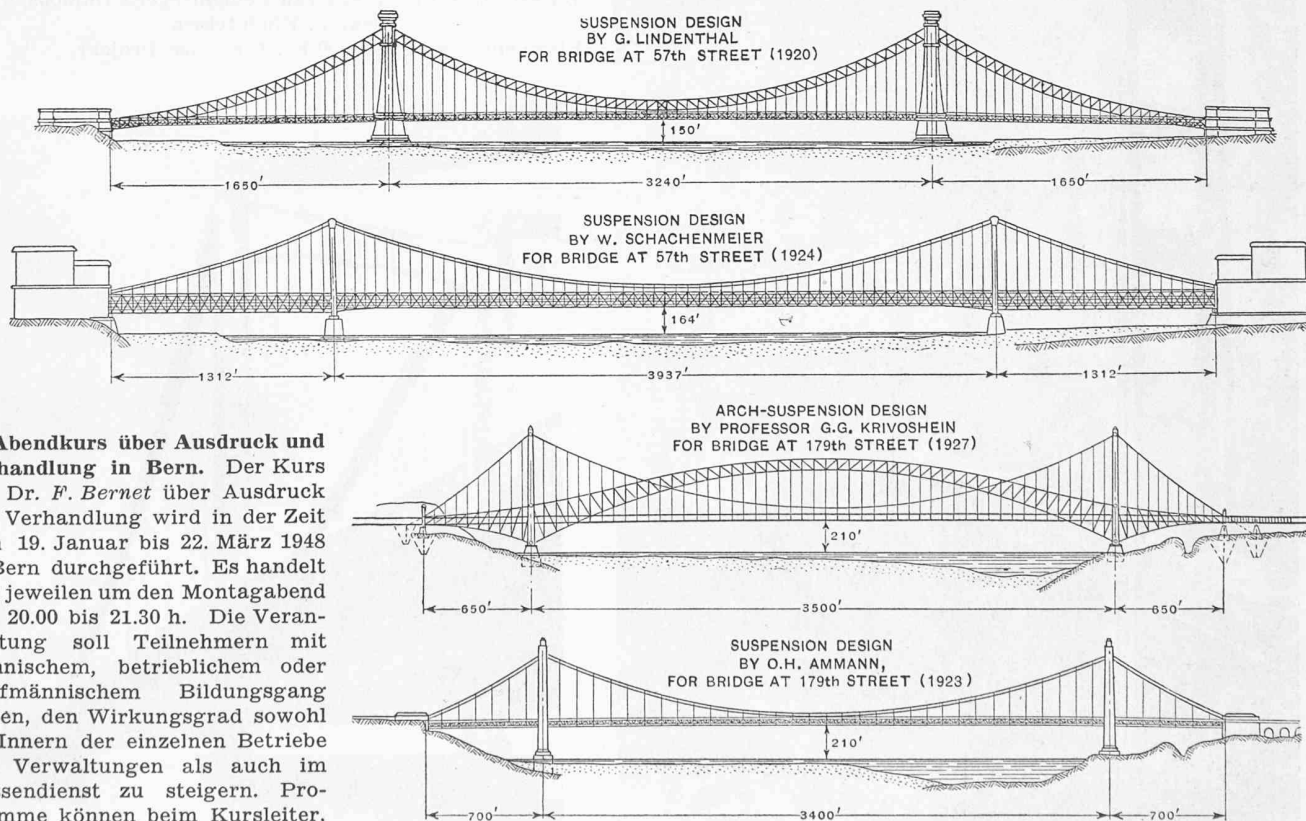 SUSPENSION DESIGN
BY G. LINDENTHAL
FOR BRIDGE AT 57th STREET (1920)
150'
1650'
3240'
1650'
SUSPENSION DESIGN
BY W. SCHACHENMEIER
FOR BRIDGE AT 57th STREET (1924)
164'
1312'
3937'
1312'
ARCH-SUSPENSION DESIGN
BY PROFESSOR G.G. KRIVOSHEIN
FOR BRIDGE AT 179th STREET (1927)
210'
650'
3500'
650'
SUSPENSION DESIGN
BY O.H. AMMANN,
FOR BRIDGE AT 179th STREET (1923)
210'
700'
3400'
700'
Abendkurs über Ausdruck und
handlung in Bern. Der Kurs
Dr. F. Bernet über Ausdruck
Verhandlung wird in der Zeit
19. Januar bis 22. März 1948
Bern durchgeführt. Es handelt
jeweilen um den Montagabend
20.00 bis 21.30 h. Die Veran-
tung soll Teilnehmern mit
nischem, betrieblichem oder
fmännischem Bildungsgang
en, den Wirkungsgrad sowohl
Innern der einzelnen Betriebe
Verwaltungen als auch im
sendienst zu steigern. Pro-
mme können beim Kursleiter,